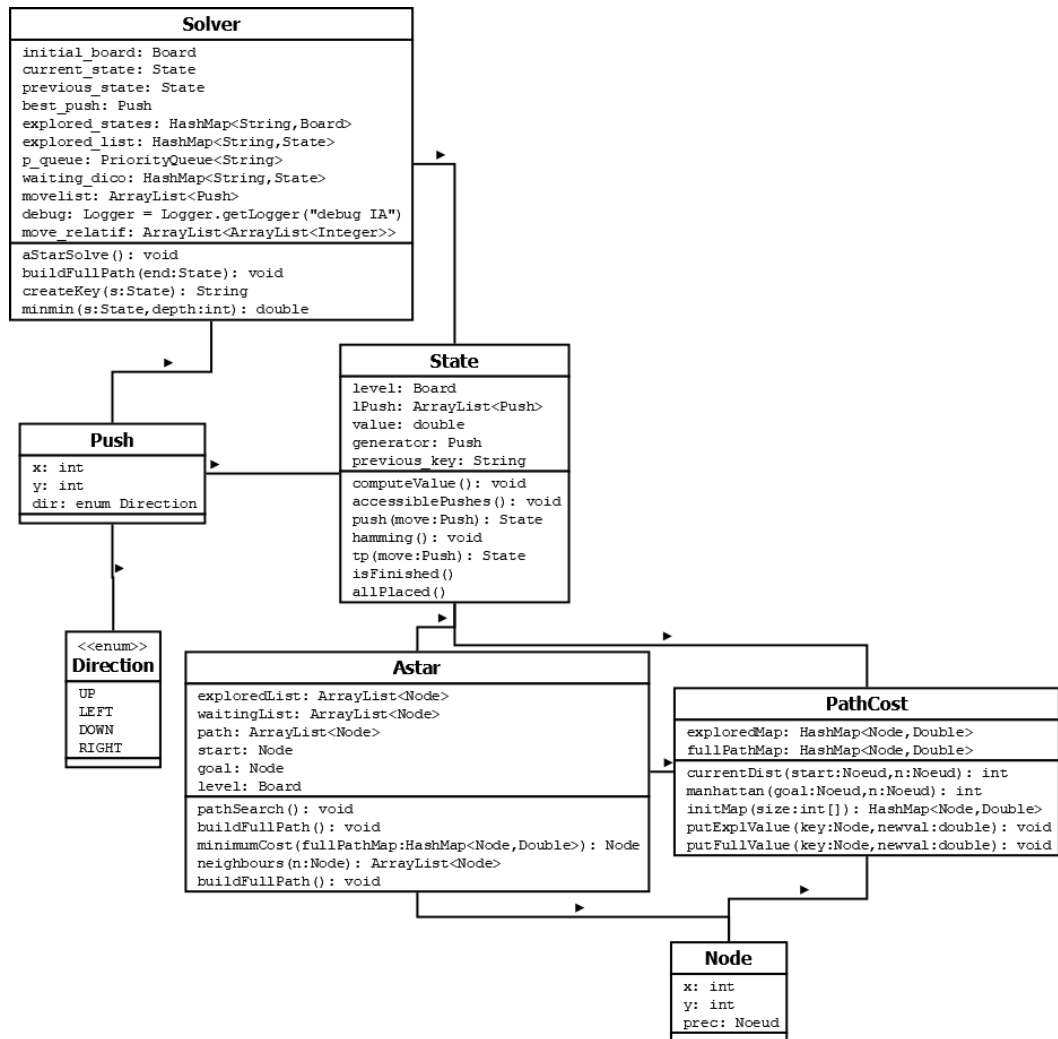 Solver
initial_board: Board
current_state: State
previous_state: State
best_push: Push
explored_states: HashMap<String,Board>
explored_list: HashMap<String,State>
p_queue: PriorityQueue<String>
waiting_dico: HashMap<String,State>
movelist: ArrayList<Push>
debug: Logger = Logger.getLogger("debug IA")
move_relatif: ArrayList<ArrayList<Integer>>
aStarSolve(): void
buildFullPath(end:State): void
createKey(s:State): String
minmin(s:State,depth:int): double
State
level: Board
lPush: ArrayList<Push>
value: double
generator: Push
previous_key: String
computeValue(): void
accessiblePushes(): void
push(move:Push): State
hamming(): void
tp(move:Push): State
isFinished()
allPlaced()
Push
x: int
y: int
dir: enum Direction
<<enum>>
Direction
UP
LEFT
DOWN
RIGHT
Astar
exploredList: ArrayList<Node>
waitingList: ArrayList<Node>
path: ArrayList<Node>
start: Node
goal: Node
level: Board
pathSearch(): void
buildFullPath(): void
minimumCost(fullPathMap:HashMap<Node,Double>): Node
neighbours(n:Node): ArrayList<Node>
buildFullPath(): void
PathCost
exploredMap: HashMap<Node,Double>
fullPathMap: HashMap<Node,Double>
currentDist(start:Noeud,n:Noeud): int
manhattan(goal:Noeud,n:Noeud): int
initMap(size:int[]): HashMap<Node,Double>
putExplValue(key:Node,newval:double): void
putFullValue(key:Node,newval:double): void
Node
x: int
y: int
prec: Noeud